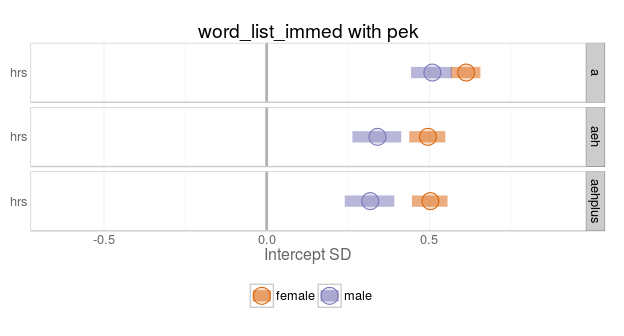 word_list_immed with pek
hrs
a
hrs
aeh
hrs
aehplus
-0.5 0.0 0.5
Intercept SD
female male